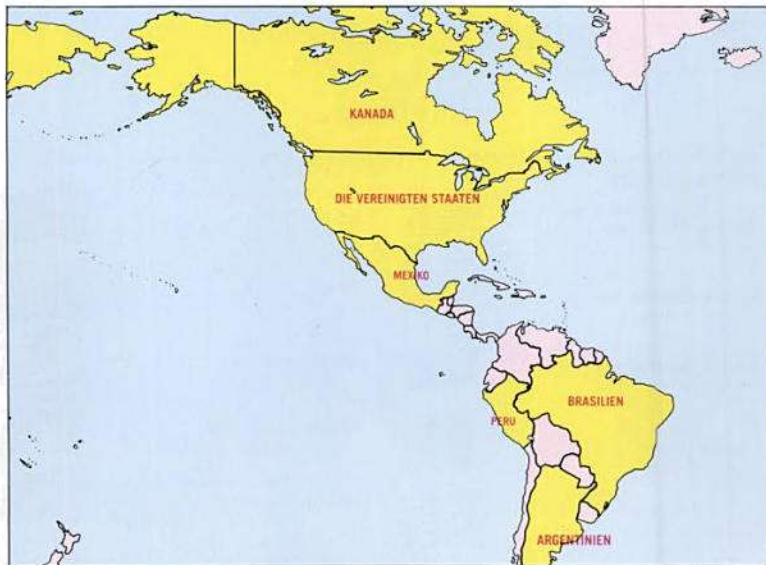 KANADA
DIE VEREINIGTEN STAATEN
MEXIKO
BRASILIEN
PERU
ARGENTINIEN